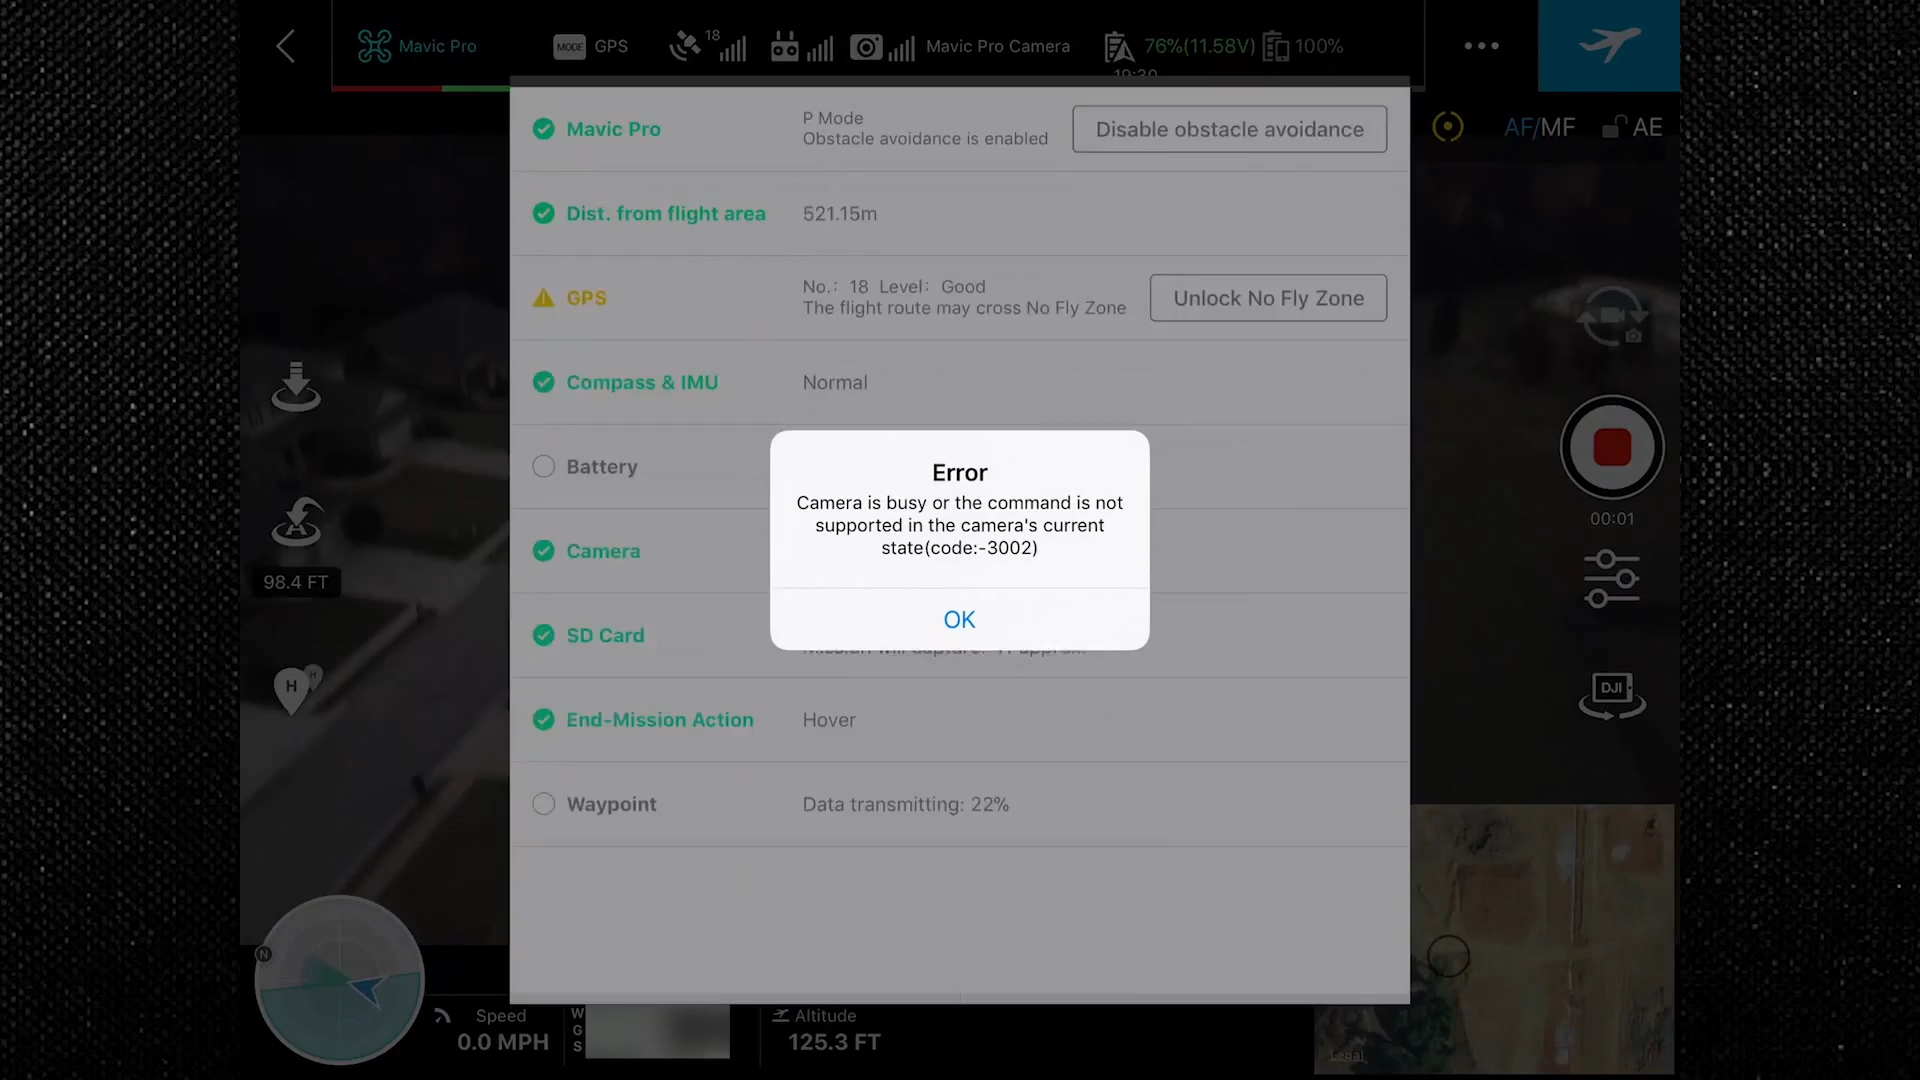 Mavic Pro
MODE GPS
18
Mavic Pro Camera
76%(11.58V)
100%
Mavic Pro
P Mode
Obstacle avoidance is enabled
Disable obstacle avoidance
AF/MF
AE
Dist. from flight area
521.15m
GPS
No.: 18 Level: Good
The flight route may cross No Fly Zone
Unlock No Fly Zone
Compass & IMU
Normal
Battery
Error
Camera is busy or the command is not
supported in the camera's current
state(code:-3002)
OK
00:01
Camera
98.4 FT
SD Card
H
H
DJI
End-Mission Action
Hover
Waypoint
Data transmitting: 22%
N
Speed
0.0 MPH
W
G
S
Altitude
125.3 FT
Legal